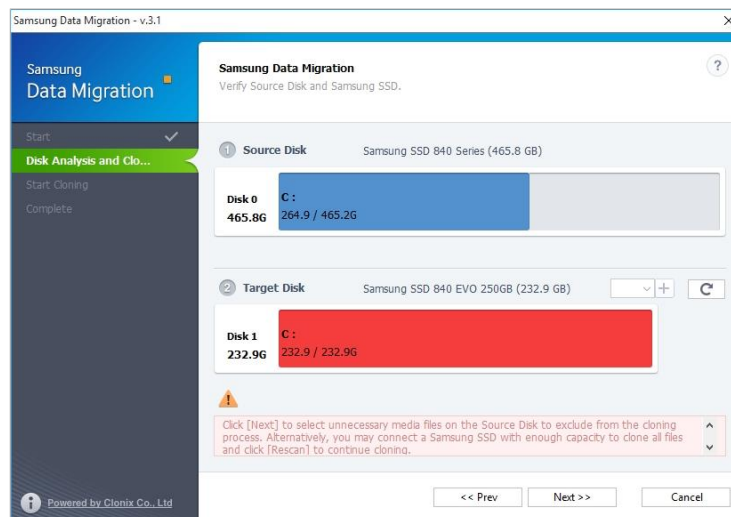 Samsung Data Migration - v.3.1
Samsung
Data Migration
Start
Disk Analysis and Clo...
Start Cloning
Complete
Powered by Clonix Co., Ltd
Samsung Data Migration
Verify Source Disk and Samsung SSD.
?
1 Source Disk Samsung SSD 840 Series (465.8 GB)
Disk 0
465.8G
C :
264.9 / 465.2G
2 Target Disk Samsung SSD 840 EVO 250GB (232.9 GB)
Disk 1
232.9G
C :
232.9 / 232.9G
Click [Next] to select unnecessary media files on the Source Disk to exclude from the cloning
process. Alternatively, you may connect a Samsung SSD with enough capacity to clone all files
and click [Rescan] to continue cloning.
<< Prev Next >> Cancel